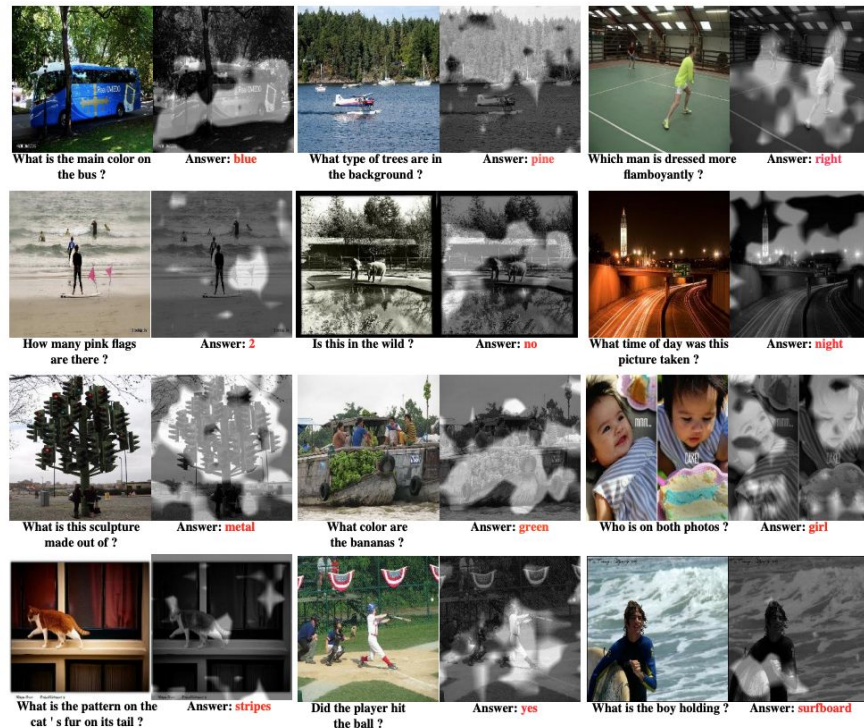 What is the main color on
the bus ?
Answer: blue
What type of trees are in
the background ?
Answer: pine
Which man is dressed more
flamboyantly ?
Answer: right
How many pink flags
are there ?
Answer: 2
Is this in the wild ?
Answer: no
What time of day was this
picture taken ?
Answer: night
What is this sculpture
made out of ?
Answer: metal
What color are
the bananas ?
Answer: green
mnn..
CAKE!
Who is on both photos ?
Answer: girl
What is the pattern on the
cat ' s fur on its tail ?
Answer: stripes
Did the player hit
the ball ?
Answer: yes
What is the boy holding ?
Answer: surfboard